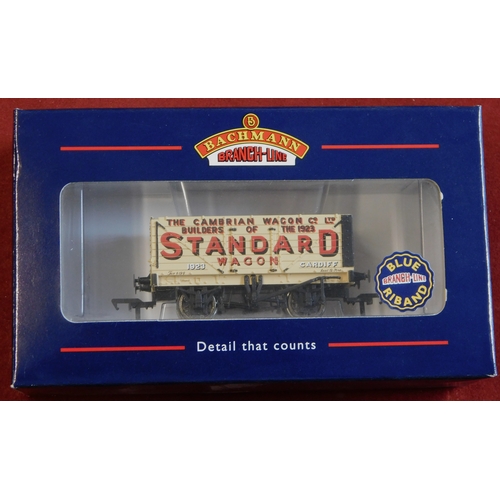 B
BACHMANN
BRANCH-LINE
THE CAMBRIAN WAGON Co LTD
BUILDERS OF THE 1923
STANDARD
WAGON
1923 CARDIFF
BLUE
BRANCH-LINE
RIBAND
Detail that counts